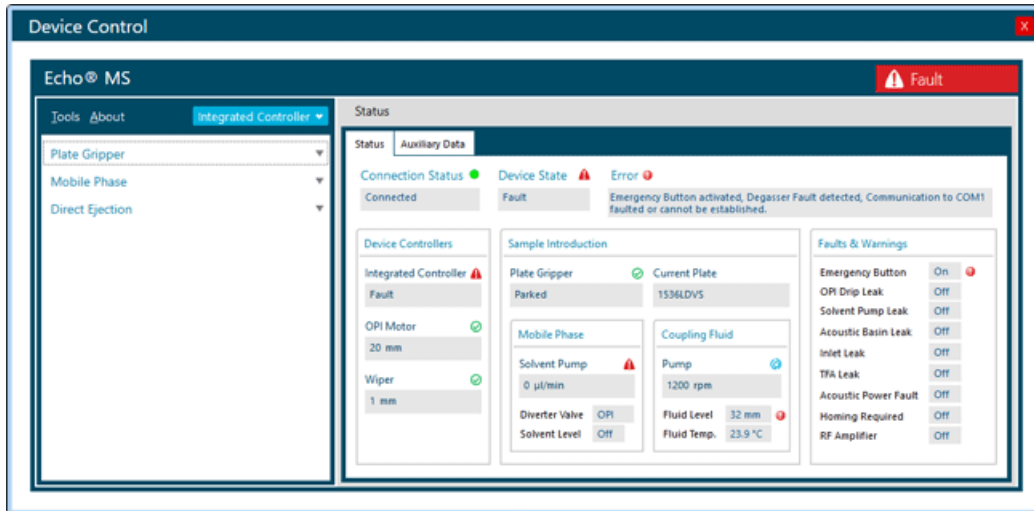 Device Control
X
Echo® MS
Fault
Tools About
Integrated Controller
Plate Gripper
Mobile Phase
Direct Ejection
Status
Status
Auxiliary Data
Connection Status
Connected
Device State
Fault
Error
Emergency Button activated, Degasser Fault detected, Communication to COM1
faulted or cannot be established.
Device Controllers
Integrated Controller
Fault
OPI Motor
20 mm
Wiper
1 mm
Sample Introduction
Plate Gripper
Parked
Current Plate
1536LDVS
Mobile Phase
Solvent Pump
0 µl/min
Diverter Valve OPI
Solvent Level Off
Coupling Fluid
Pump
1200 rpm
Fluid Level 32 mm
Fluid Temp. 23.9 °C
Faults & Warnings
Emergency Button On
OPI Drip Leak Off
Solvent Pump Leak Off
Acoustic Basin Leak Off
Inlet Leak Off
TFA Leak Off
Acoustic Power Fault Off
Homing Required Off
RF Amplifier Off